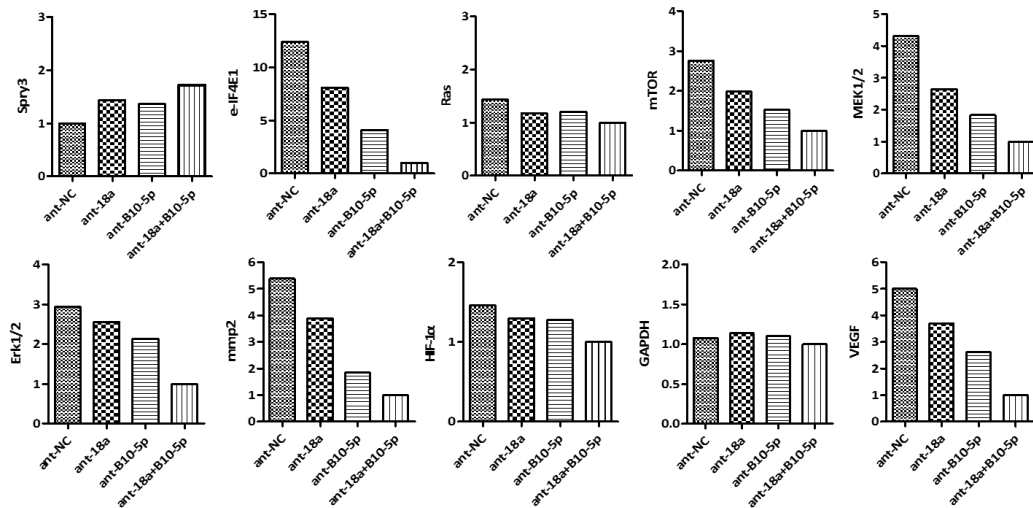 Spry3
3
2
1
0
ant-NC
ant-18a
ant-B10-5p
ant-18a+B10-5p
e-IF4E1
15
10
5
0
ant-NC
ant-18a
ant-B10-5p
ant-18a+B10-5p
Ras
3
2
1
0
ant-NC
ant-18a
ant-B10-5p
ant-18a+B10-5p
mTOR
4
3
2
1
0
ant-NC
ant-18a
ant-B10-5p
ant-18a+B10-5p
MEK1/2
5
4
3
2
1
0
ant-NC
ant-18a
ant-B10-5p
ant-18a+B10-5p
Erk1/2
4
3
2
1
0
ant-NC
ant-18a
ant-B10-5p
ant-18a+B10-5p
mmp2
6
5
4
3
2
1
0
ant-NC
ant-18a
ant-B10-5p
ant-18a+B10-5p
HIF-1α
2
1
0
ant-NC
ant-18a
ant-B10-5p
ant-18a+B10-5p
GAPDH
2.0
1.5
1.0
0.5
0.0
ant-NC
ant-18a
ant-B10-5p
ant-18a+B10-5p
VEGF
6
5
4
3
2
1
0
ant-NC
ant-18a
ant-B10-5p
ant-18a+B10-5p